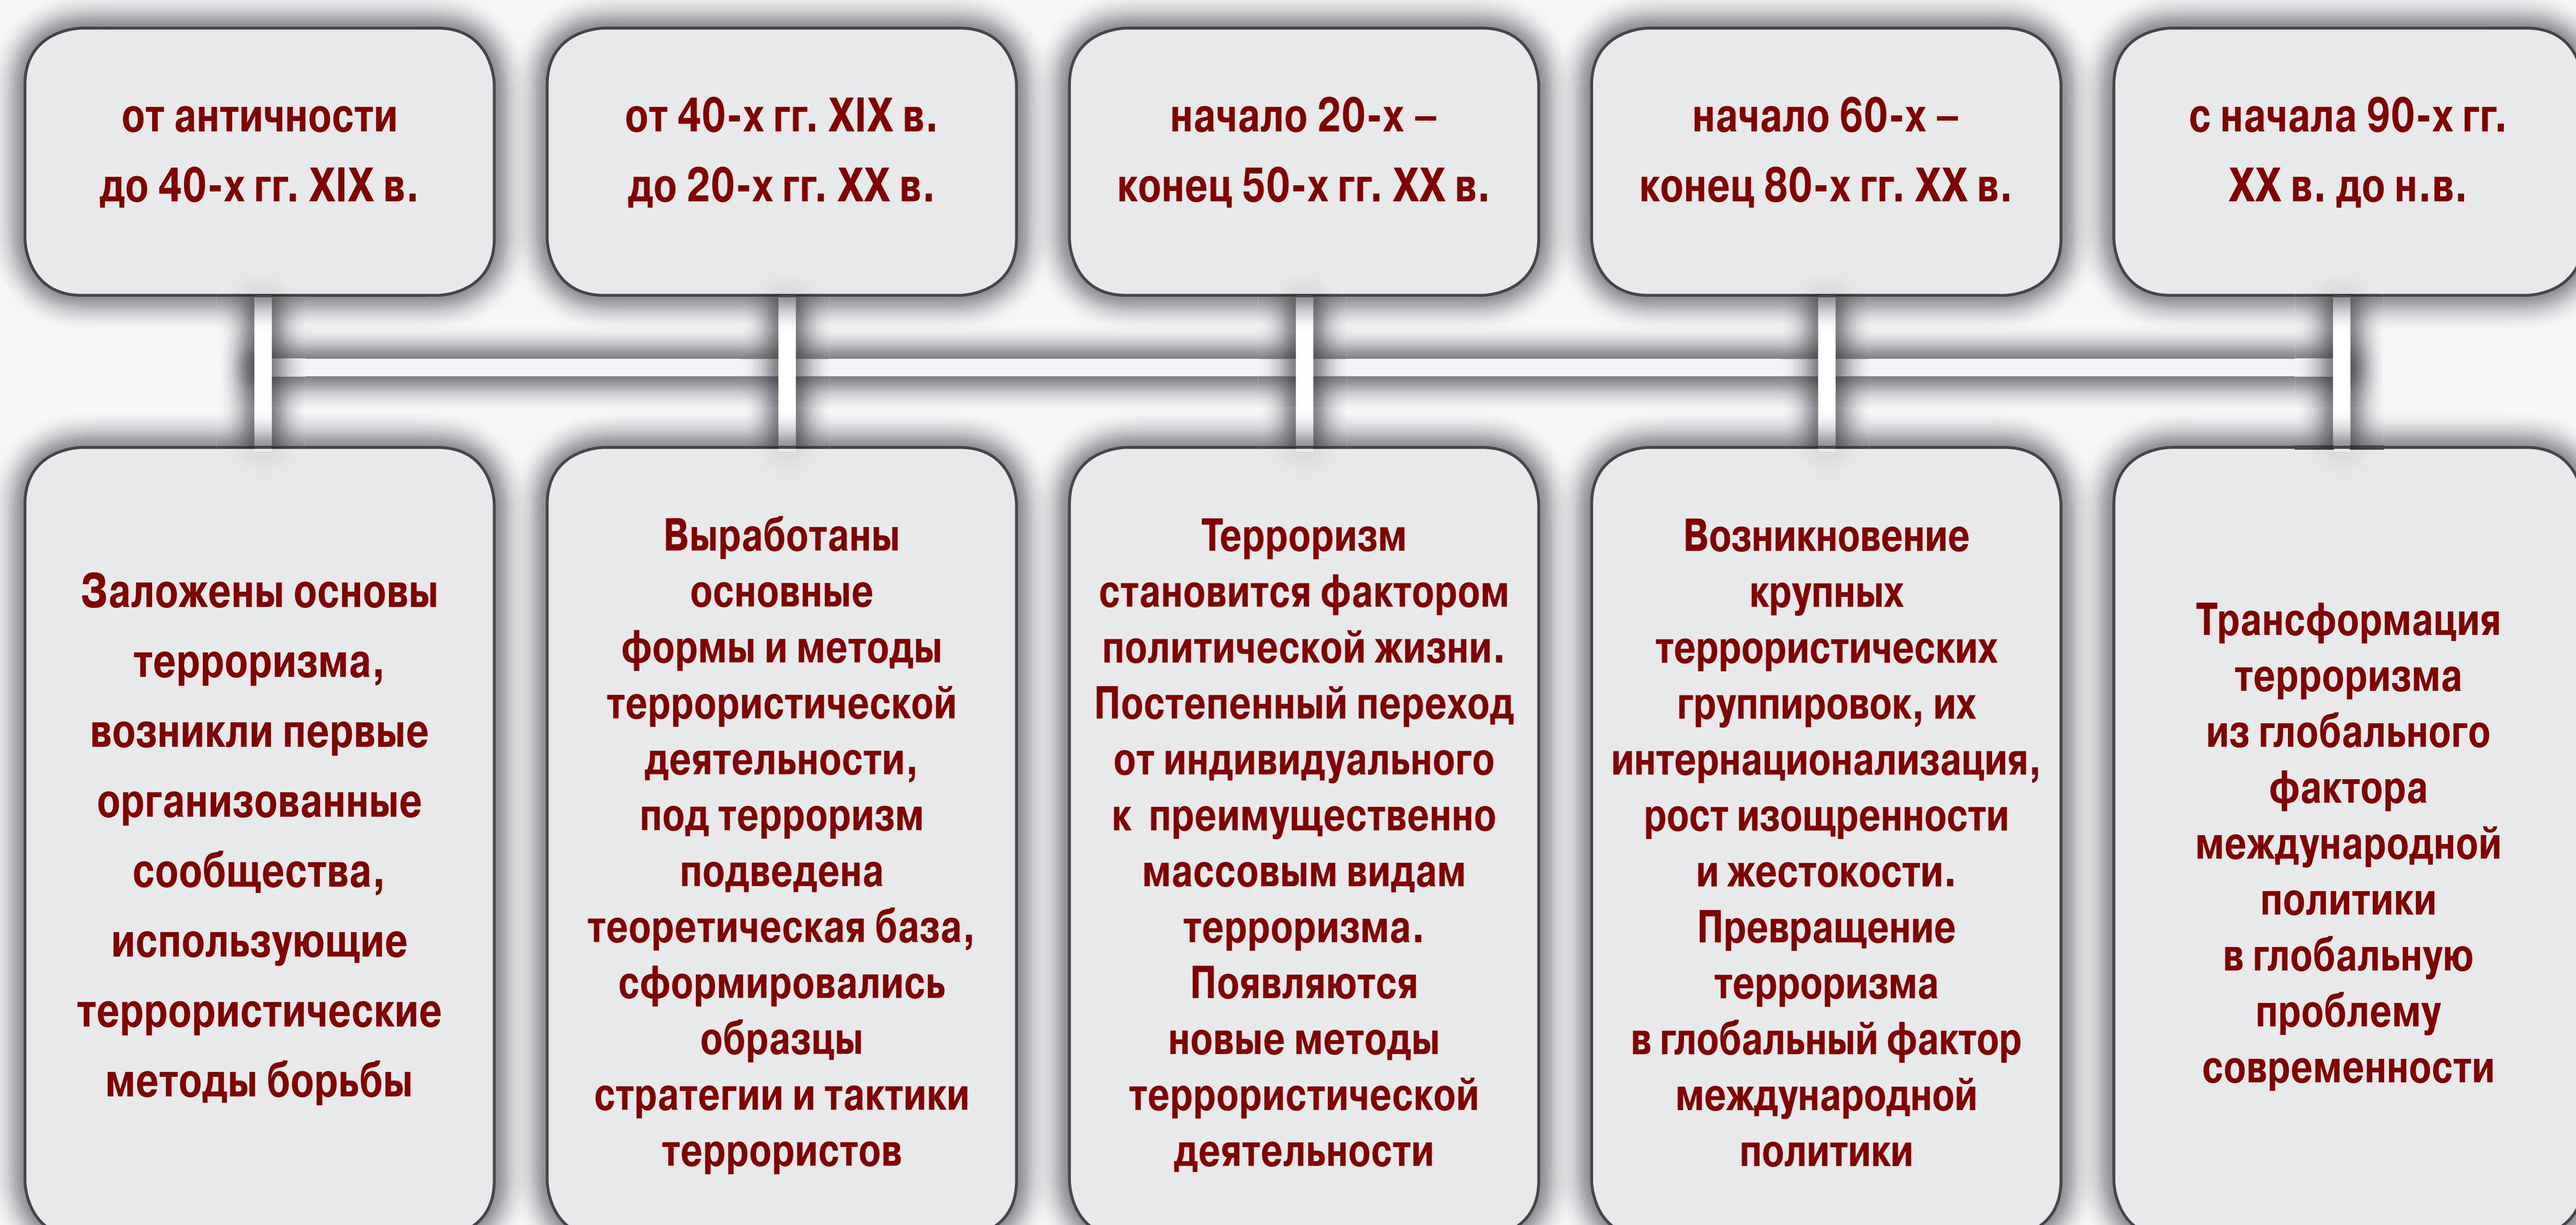 от античности
до 40-х гг. XIX в.
от 40-х гг. XIX в.
до 20-х гг. XX в.
начало 20-х –
конец 50-х гг. XX в.
начало 60-х –
конец 80-х гг. XX в.
с начала 90-х гг.
XX в. до н.в.
Заложены основы
терроризма,
возникли первые
организованные
сообщества,
использующие
террористические
методы борьбы
Выработаны
основные
формы и методы
террористической
деятельности,
под терроризм
подведена
теоретическая база,
сформировались
образцы
стратегии и тактики
террористов
Терроризм
становится фактором
политической жизни.
Постепенный переход
от индивидуального
к преимущественно
массовым видам
терроризма.
Появляются
новые методы
террористической
деятельности
Возникновение
крупных
террористических
группировок, их
интернационализация,
рост изощренности
и жестокости.
Превращение
терроризма
в глобальный фактор
международной
политики
Трансформация
терроризма
из глобального
фактора
международной
политики
в глобальную
проблему
современности